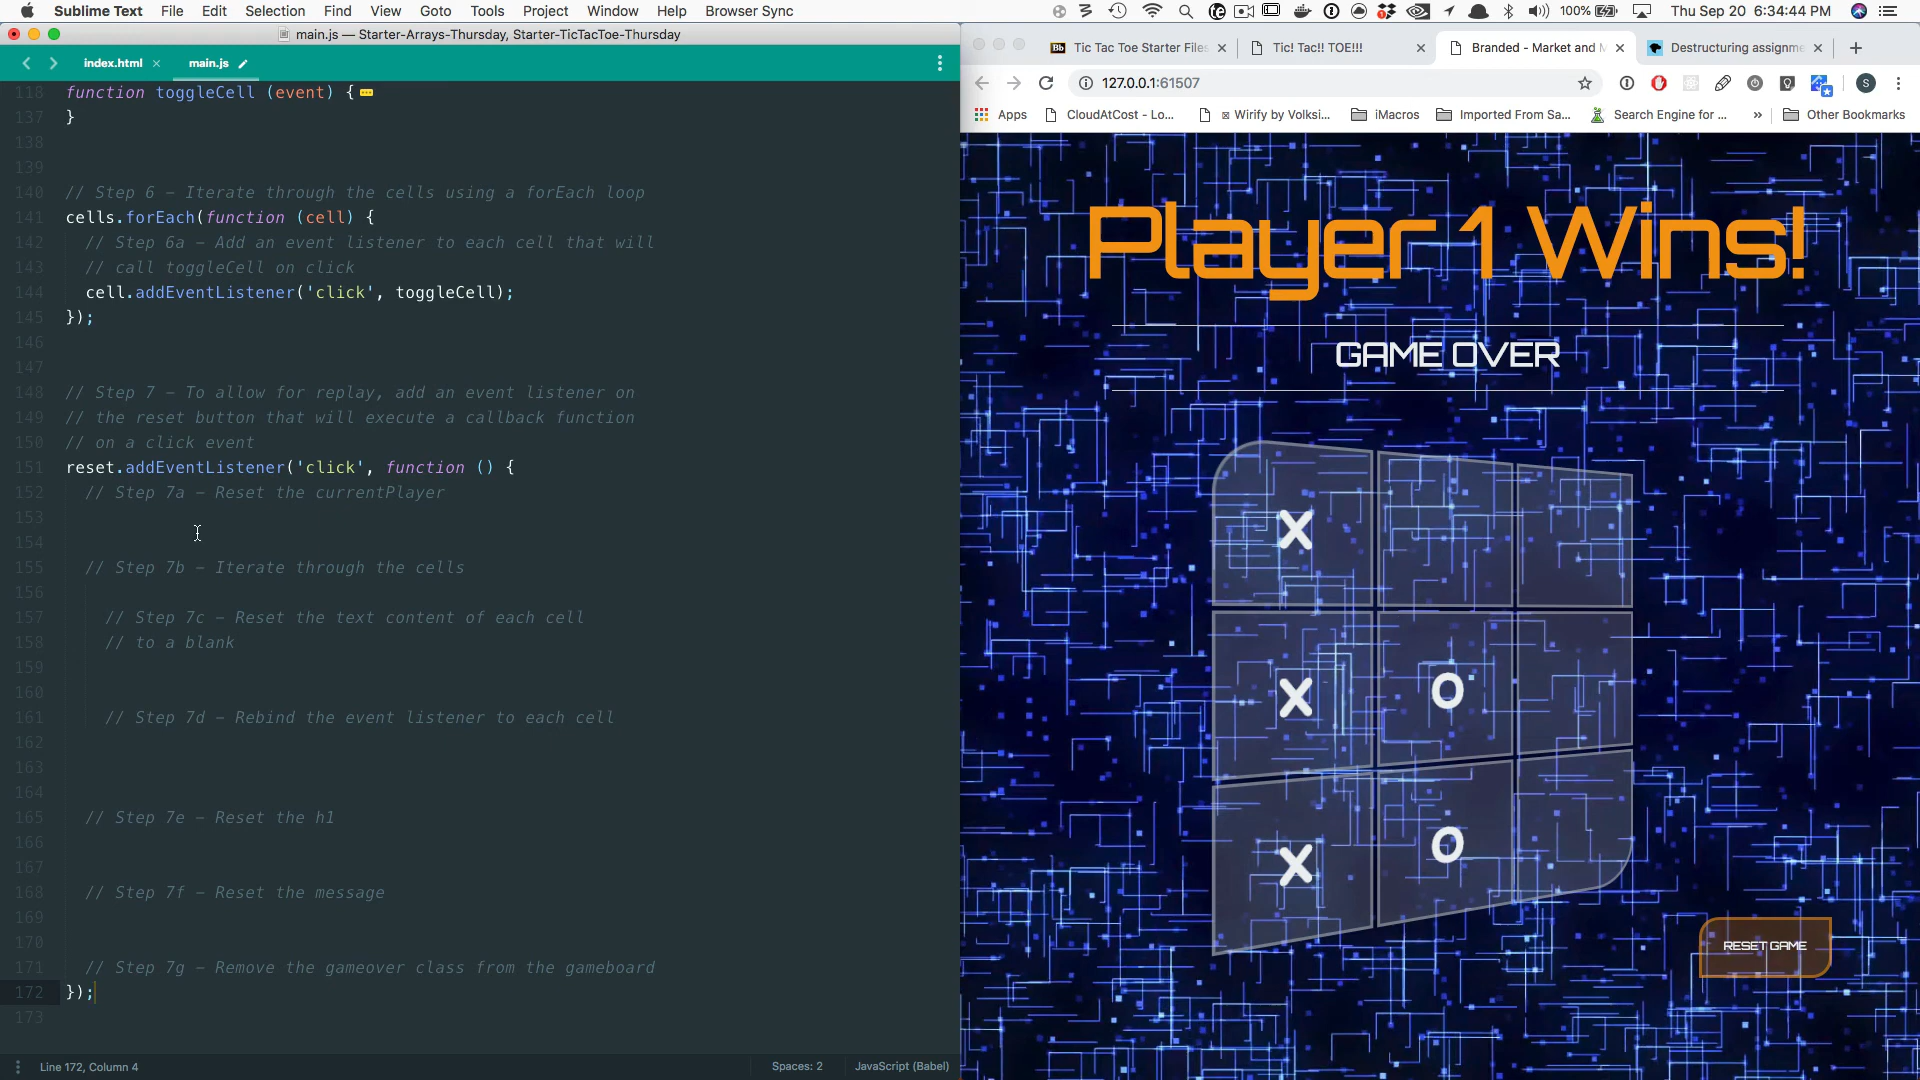 Sublime Text File Edit Selection Find View Goto Tools Project Window Help Browser Sync 100% Thu Sep 20 6:34:44 PM
main.js — Starter-Arrays-Thursday, Starter-TicTacToe-Thursday
index.html × main.js
118 function toggleCell (event) {
137 }
138
139
140 // Step 6 – Iterate through the cells using a forEach loop
141 cells.forEach(function (cell) {
142 // Step 6a – Add an event listener to each cell that will
143 // call toggleCell on click
144 cell.addEventListener('click', toggleCell);
145 });
146
147
148 // Step 7 – To allow for replay, add an event listener on
149 // the reset button that will execute a callback function
150 // on a click event
151 reset.addEventListener('click', function () {
152 // Step 7a – Reset the currentPlayer
153
154
155 // Step 7b – Iterate through the cells
156
157 // Step 7c – Reset the text content of each cell
158 // to a blank
159
160
161 // Step 7d – Rebind the event listener to each cell
162
163
164
165 // Step 7e – Reset the h1
166
167
168 // Step 7f – Reset the message
169
170
171 // Step 7g – Remove the gameover class from the gameboard
172 });
173
Line 172, Column 4 Spaces: 2 JavaScript (Babel)
Bb Tic Tac Toe Starter Files × Tic! Tac!! TOE!!! × Branded - Market and M × Destructuring assignme × +
127.0.0.1:61507 S
Apps CloudAtCost - Lo... Wirify by Volksi... iMacros Imported From Sa... Search Engine for ... » Other Bookmarks
Player 1 Wins!
GAME OVER
X
X O
X O
RESET GAME